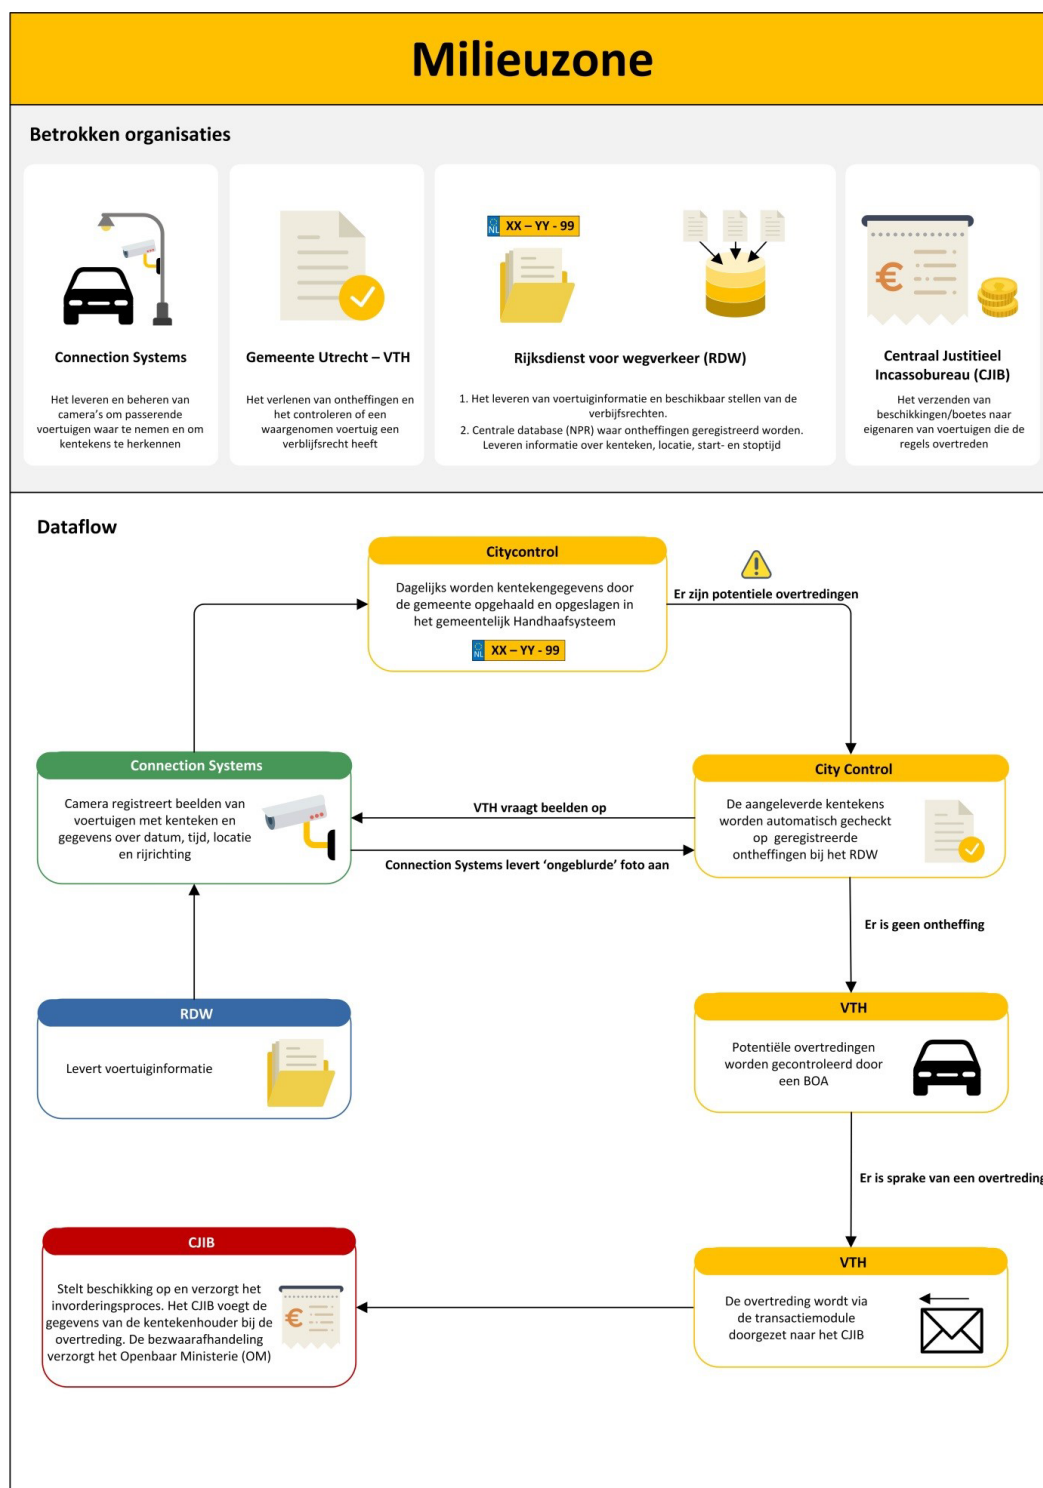 Milieuzone
Betrokken organisaties
Connection Systems
Het leveren en beheren van
camera's om passerende
voertuigen waar te nemen en om
kentekens te herkennen
Gemeente Utrecht – VTH
Het verlenen van ontheffingen en
het controleren of een
waargenomen voertuig een
verblijfsrecht heeft
NL XX – YY - 99
Rijksdienst voor wegverkeer (RDW)
1. Het leveren van voertuiginformatie en beschikbaar stellen van de
verbijfsrechten.
2. Centrale database (NPR) waar ontheffingen geregistreerd worden.
Leveren informatie over kenteken, locatie, start- en stoptijd
€
Centraal Justitieel
Incassobureau (CJIB)
Het verzenden van
beschikkingen/boetes naar
eigenaren van voertuigen die de
regels overtreden
Dataflow
Citycontrol
Dagelijks worden kentekengegevens door
de gemeente opgehaald en opgeslagen in
het gemeentelijk Handhaafsysteem
NL XX – YY - 99
Er zijn potentiele overtredingen
Connection Systems
Camera registreert beelden van
voertuigen met kenteken en
gegevens over datum, tijd, locatie
en rijrichting
VTH vraagt beelden op
Connection Systems levert ‘ongeblurde’ foto aan
City Control
De aangeleverde kentekens
worden automatisch gecheckt
op geregistreerde
ontheffingen bij het RDW
Er is geen ontheffing
RDW
Levert voertuiginformatie
VTH
Potentiële overtredingen
worden gecontroleerd door
een BOA
Er is sprake van een overtreding
CJIB
Stelt beschikking op en verzorgt het
invorderingsproces. Het CJIB voegt de
gegevens van de kentekenhouder bij de
overtreding. De bezwaarafhandeling
verzorgt het Openbaar Ministerie (OM)
€
VTH
De overtreding wordt via
de transactiemodule
doorgezet naar het CJIB